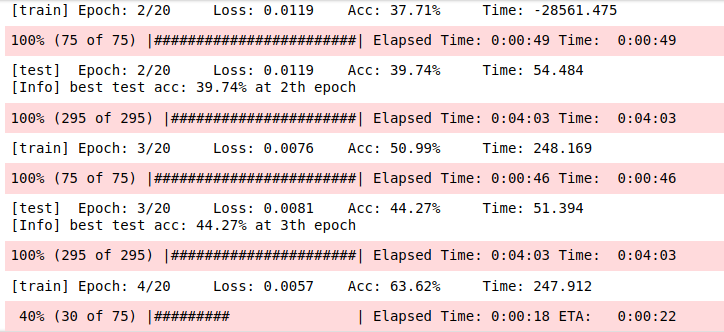 [train] Epoch: 2/20     Loss: 0.0119    Acc: 37.71%     Time: -28561.475
100% (75 of 75) |########################| Elapsed Time: 0:00:49 Time:  0:00:49
[test]  Epoch: 2/20     Loss: 0.0119    Acc: 39.74%     Time: 54.484
[Info] best test acc: 39.74% at 2th epoch
100% (295 of 295) |######################| Elapsed Time: 0:04:03 Time:  0:04:03
[train] Epoch: 3/20     Loss: 0.0076    Acc: 50.99%     Time: 248.169
100% (75 of 75) |########################| Elapsed Time: 0:00:46 Time:  0:00:46
[test]  Epoch: 3/20     Loss: 0.0081    Acc: 44.27%     Time: 51.394
[Info] best test acc: 44.27% at 3th epoch
100% (295 of 295) |######################| Elapsed Time: 0:04:03 Time:  0:04:03
[train] Epoch: 4/20     Loss: 0.0057    Acc: 63.62%     Time: 247.912
 40% (30 of 75) |#########               | Elapsed Time: 0:00:18 ETA:   0:00:22